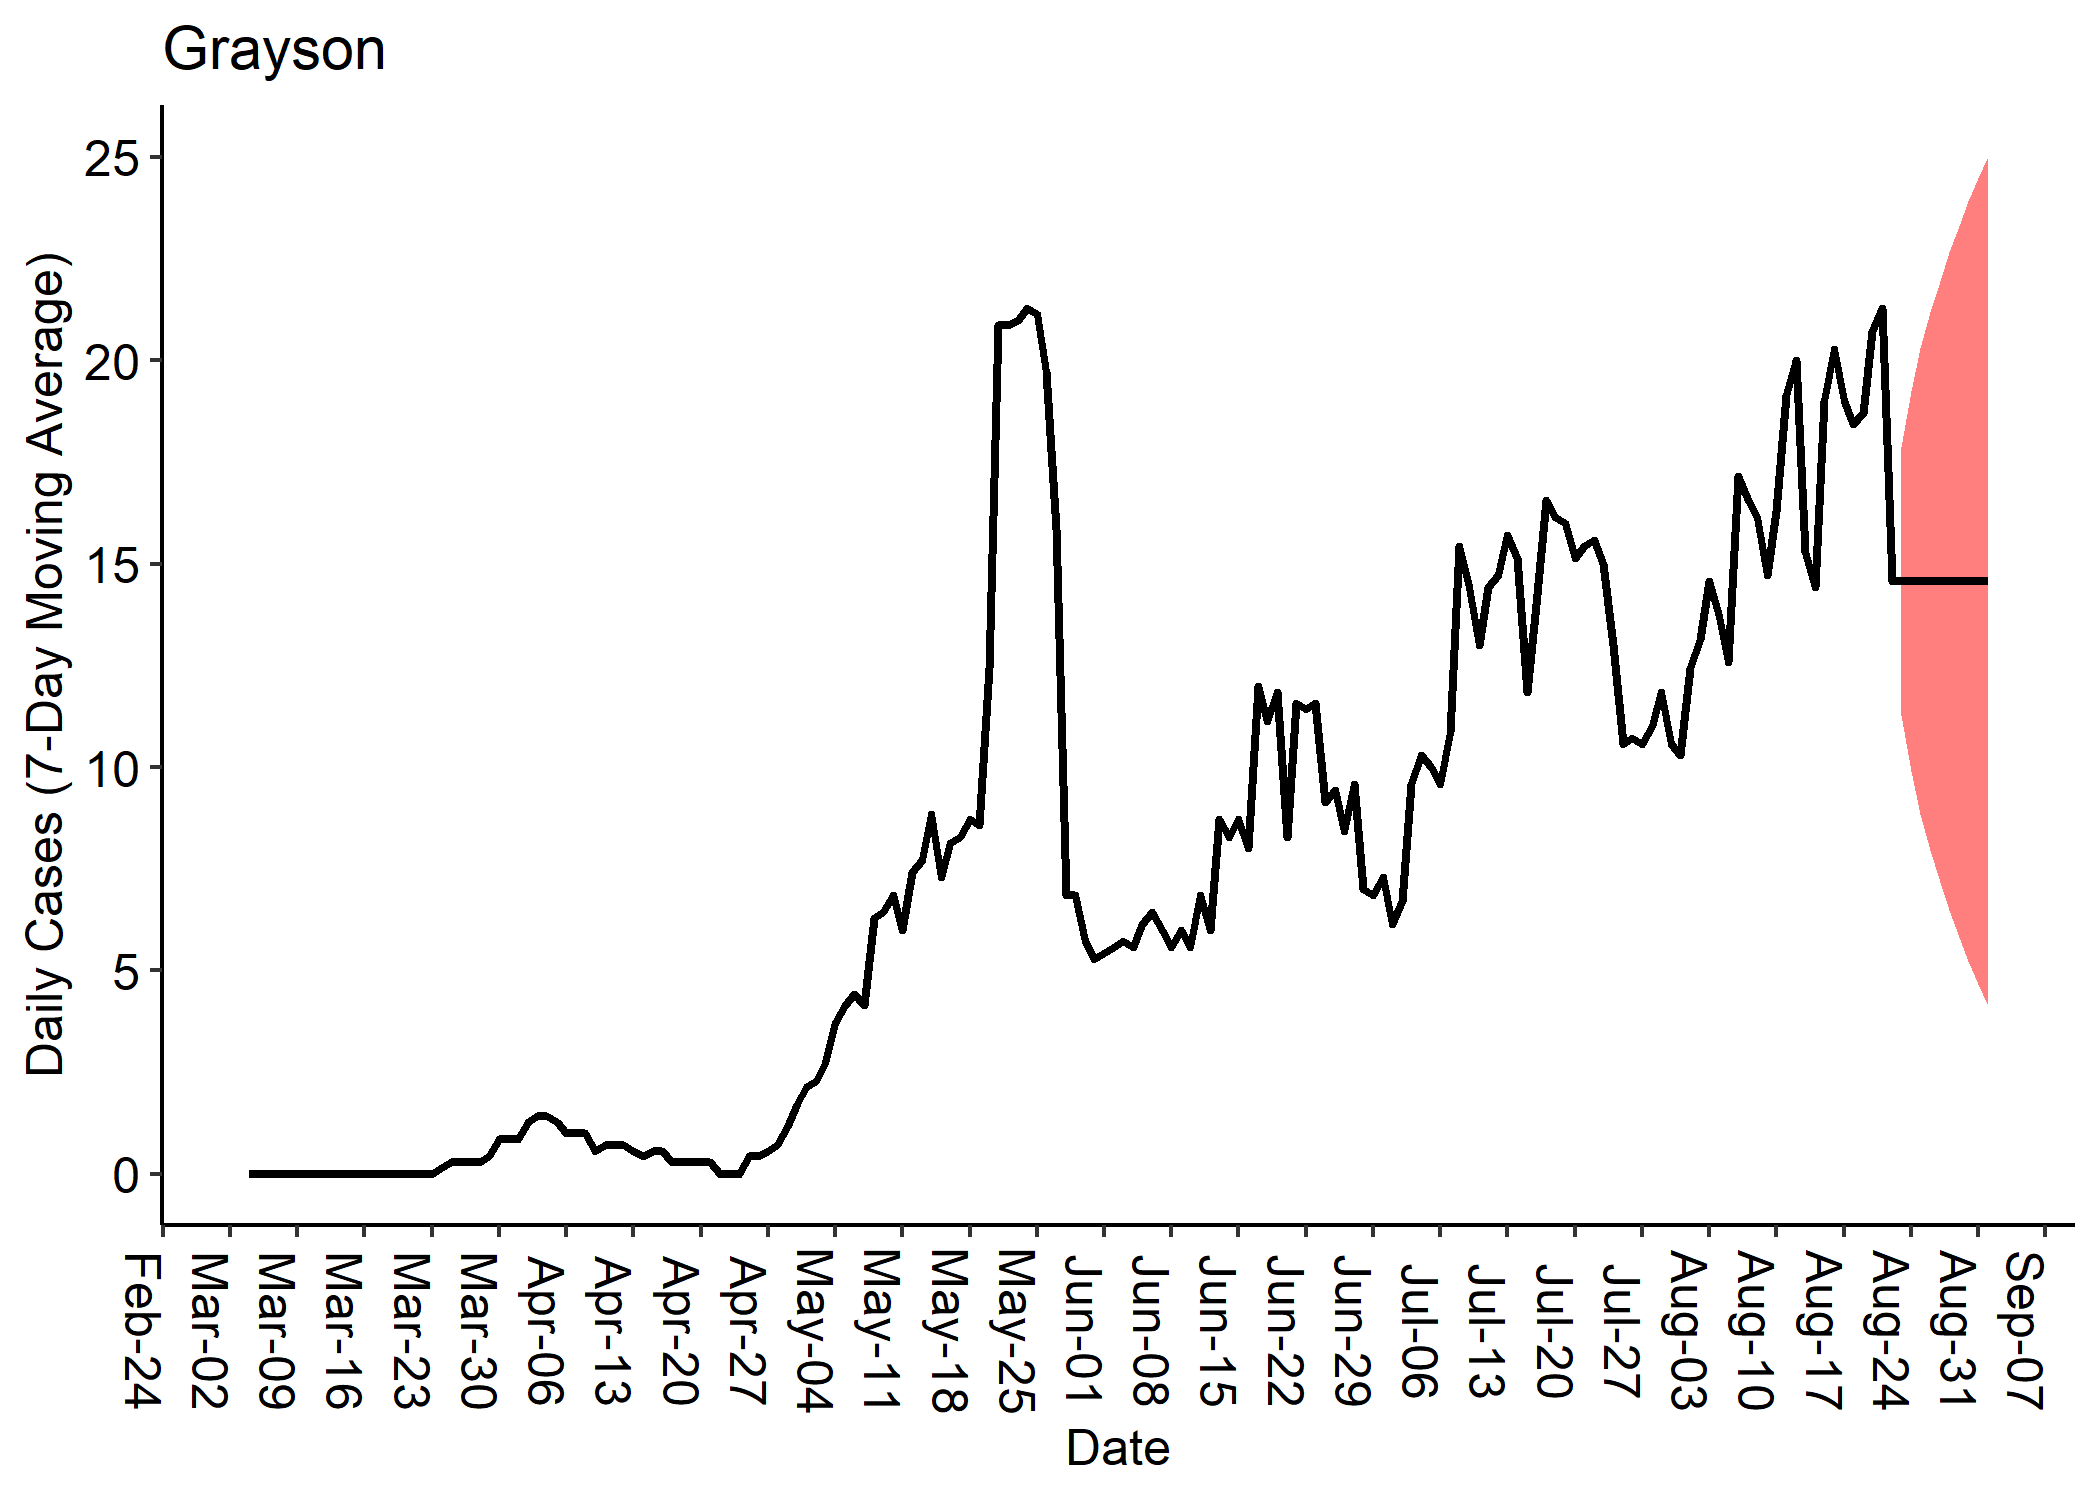 Grayson
Daily Cases (7-Day Moving Average)
25
20
15
10
5
0
Feb-24
Mar-02
Mar-09
Mar-16
Mar-23
Mar-30
Apr-06
Apr-13
Apr-20
Apr-27
May-04
May-11
May-18
May-25
Jun-01
Jun-08
Jun-15
Jun-22
Jun-29
Jul-06
Jul-13
Jul-20
Jul-27
Aug-03
Aug-10
Aug-17
Aug-24
Aug-31
Sep-07
Date